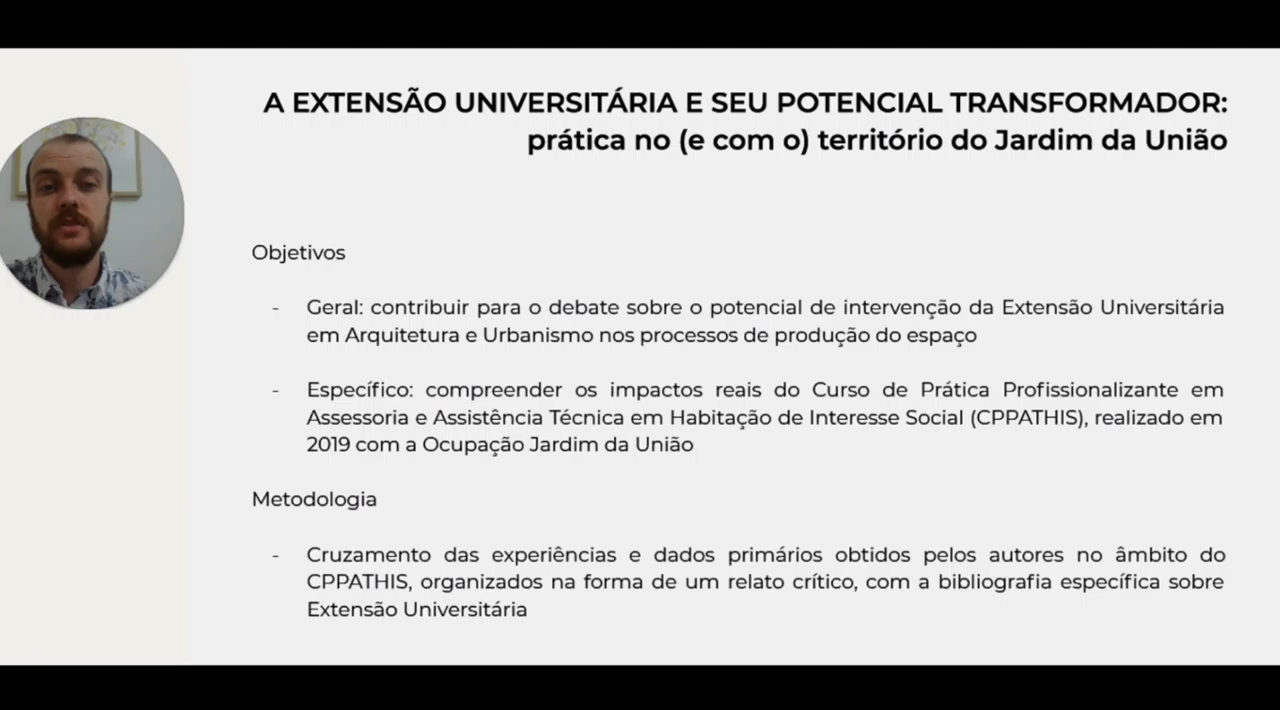 A EXTENSÃO UNIVERSITÁRIA E SEU POTENCIAL TRANSFORMADOR:
prática no (e com o) território do Jardim da União
Objetivos
- Geral: contribuir para o debate sobre o potencial de intervenção da Extensão Universitária
em Arquitetura e Urbanismo nos processos de produção do espaço
- Específico: compreender os impactos reais do Curso de Prática Profissionalizante em
Assessoria e Assistência Técnica em Habitação de Interesse Social (CPPATHIS), realizado em
2019 com a Ocupação Jardim da União
Metodologia
- Cruzamento das experiências e dados primários obtidos pelos autores no âmbito do
CPPATHIS, organizados na forma de um relato crítico, com a bibliografia específica sobre
Extensão Universitária